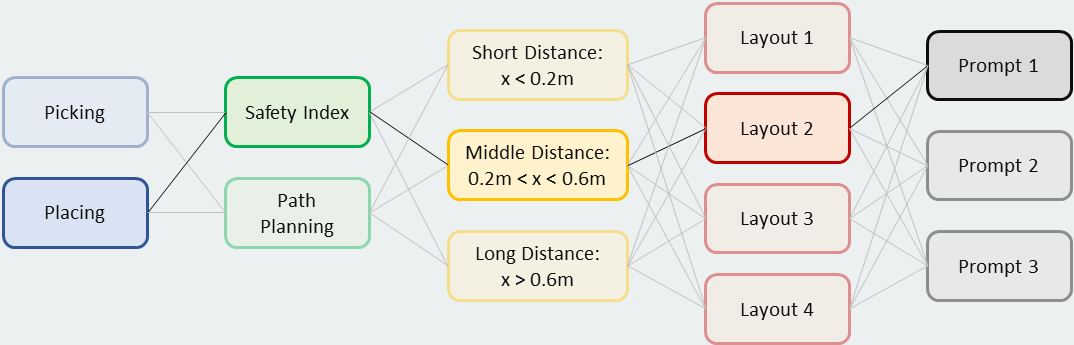 Picking
Placing
Safety Index
Path
Planning
Short Distance:
x < 0.2m
Middle Distance:
0.2m < x < 0.6m
Long Distance:
x > 0.6m
Layout 1
Layout 2
Layout 3
Layout 4
Prompt 1
Prompt 2
Prompt 3